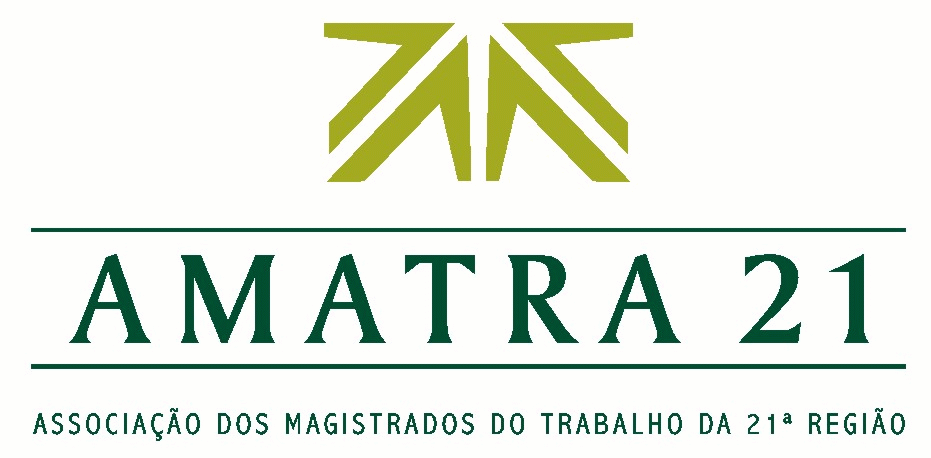 AMATRA 21
ASSOCIAÇÃO DOS MAGISTRADOS DO TRABALHO DA 21ª REGIÃO